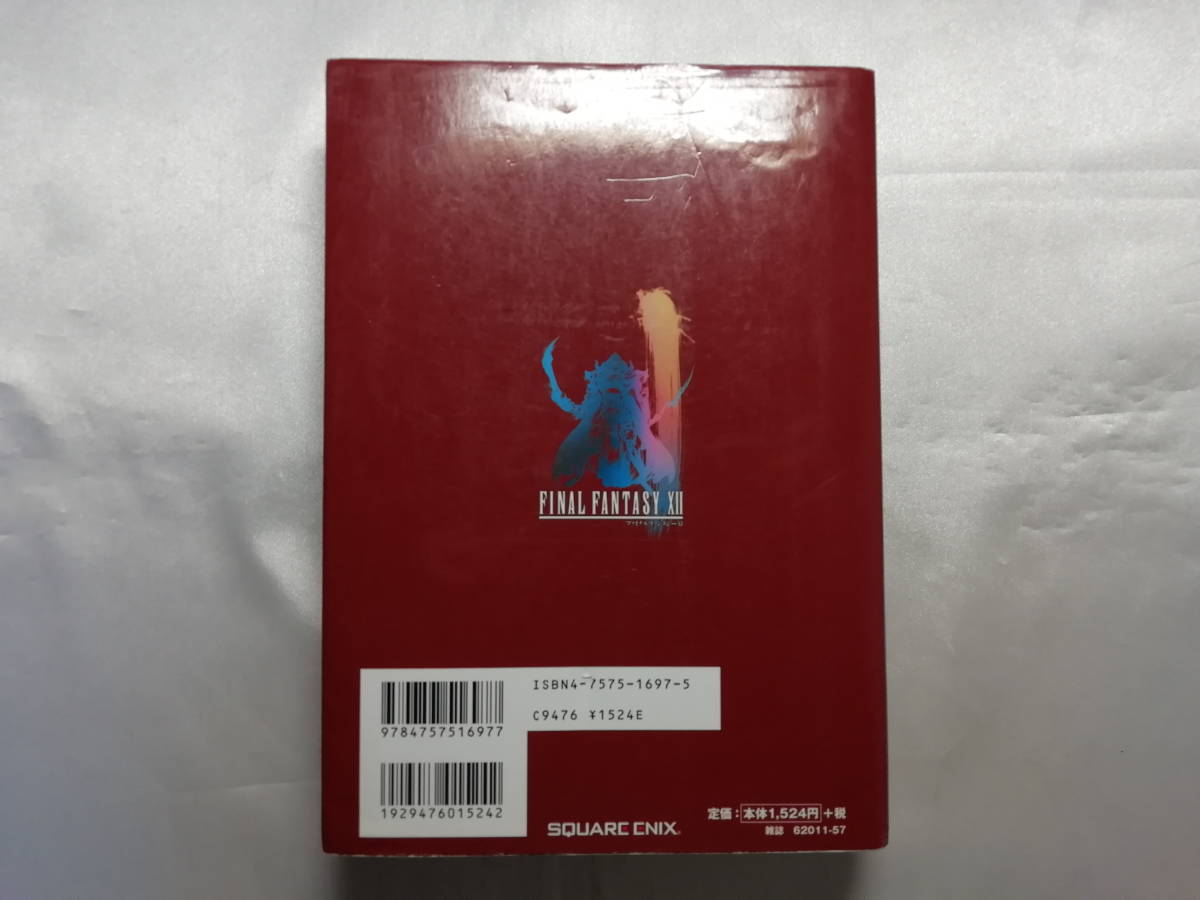 FINAL FANTASY XII
ISBN4-7575-1697-5
C9476 ¥1524E
9784757516977
1929476015242
SQUARE ENIX
定価：本体1,524円+税
雑誌 62011-57